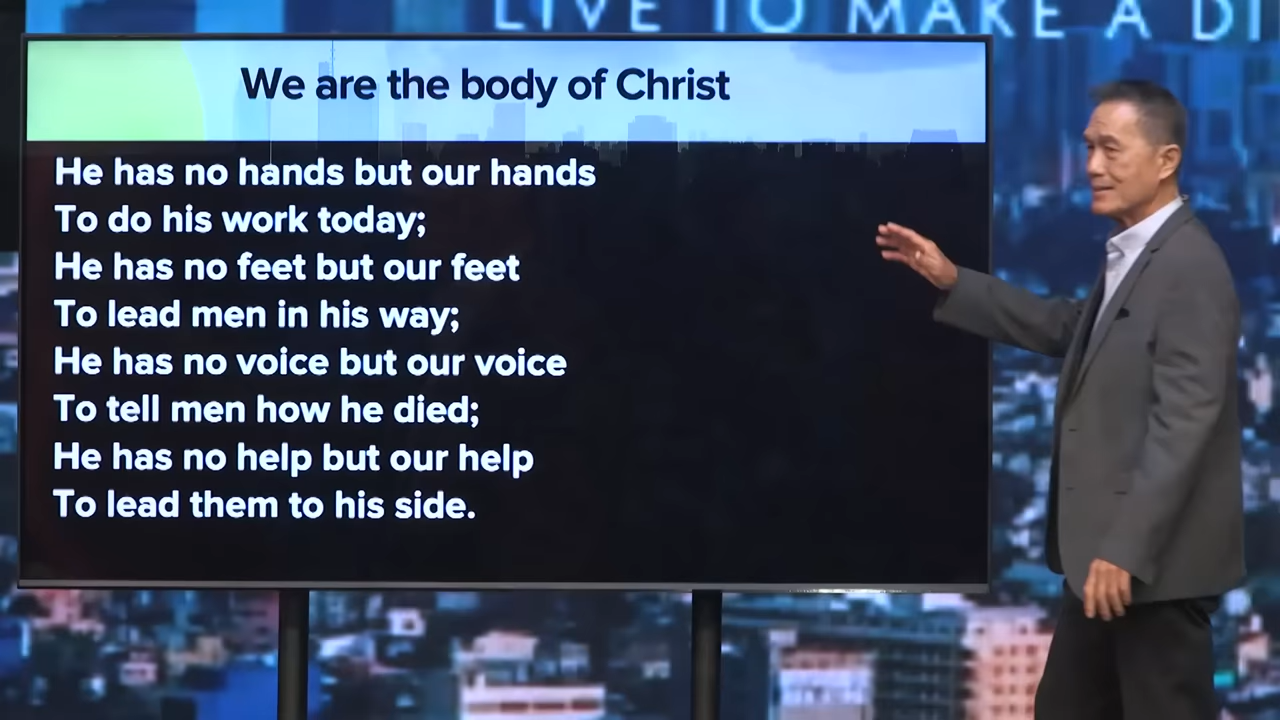 LIVE TO MAKE A DI
We are the body of Christ
He has no hands but our hands
To do his work today;
He has no feet but our feet
To lead men in his way;
He has no voice but our voice
To tell men how he died;
He has no help but our help
To lead them to his side.